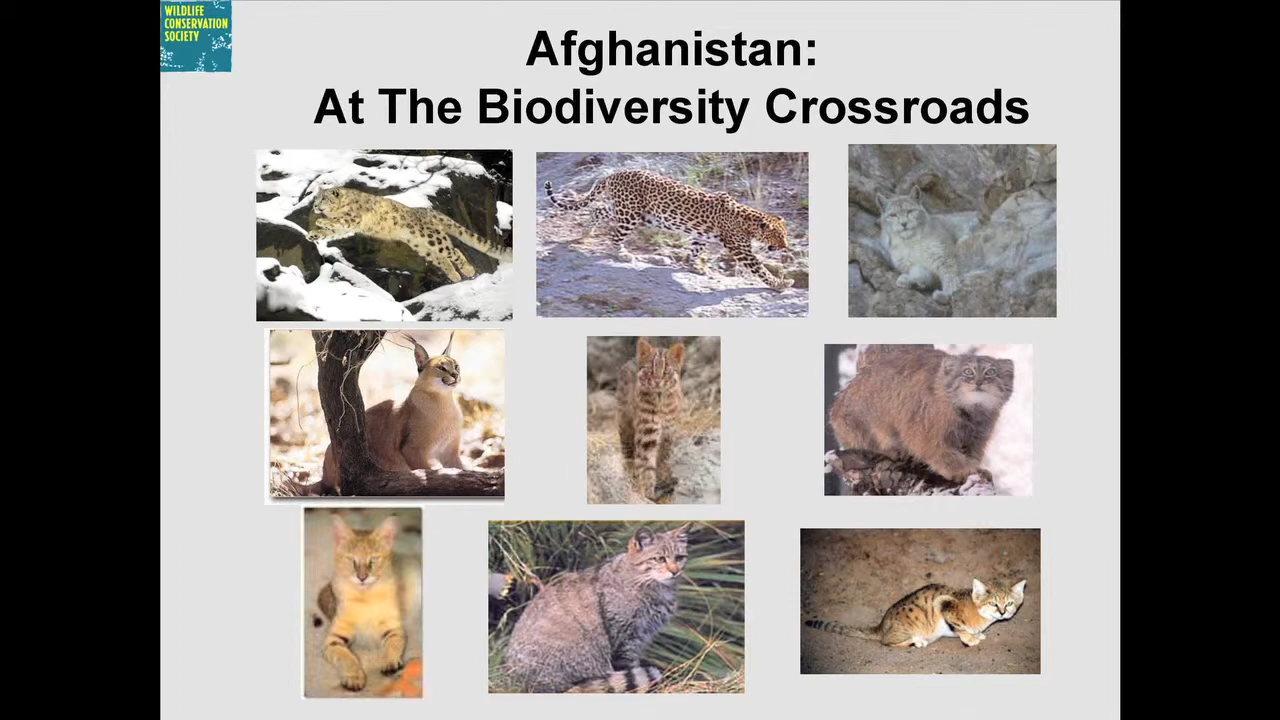 WILDLIFE
CONSERVATION
SOCIETY
Afghanistan:
At The Biodiversity Crossroads